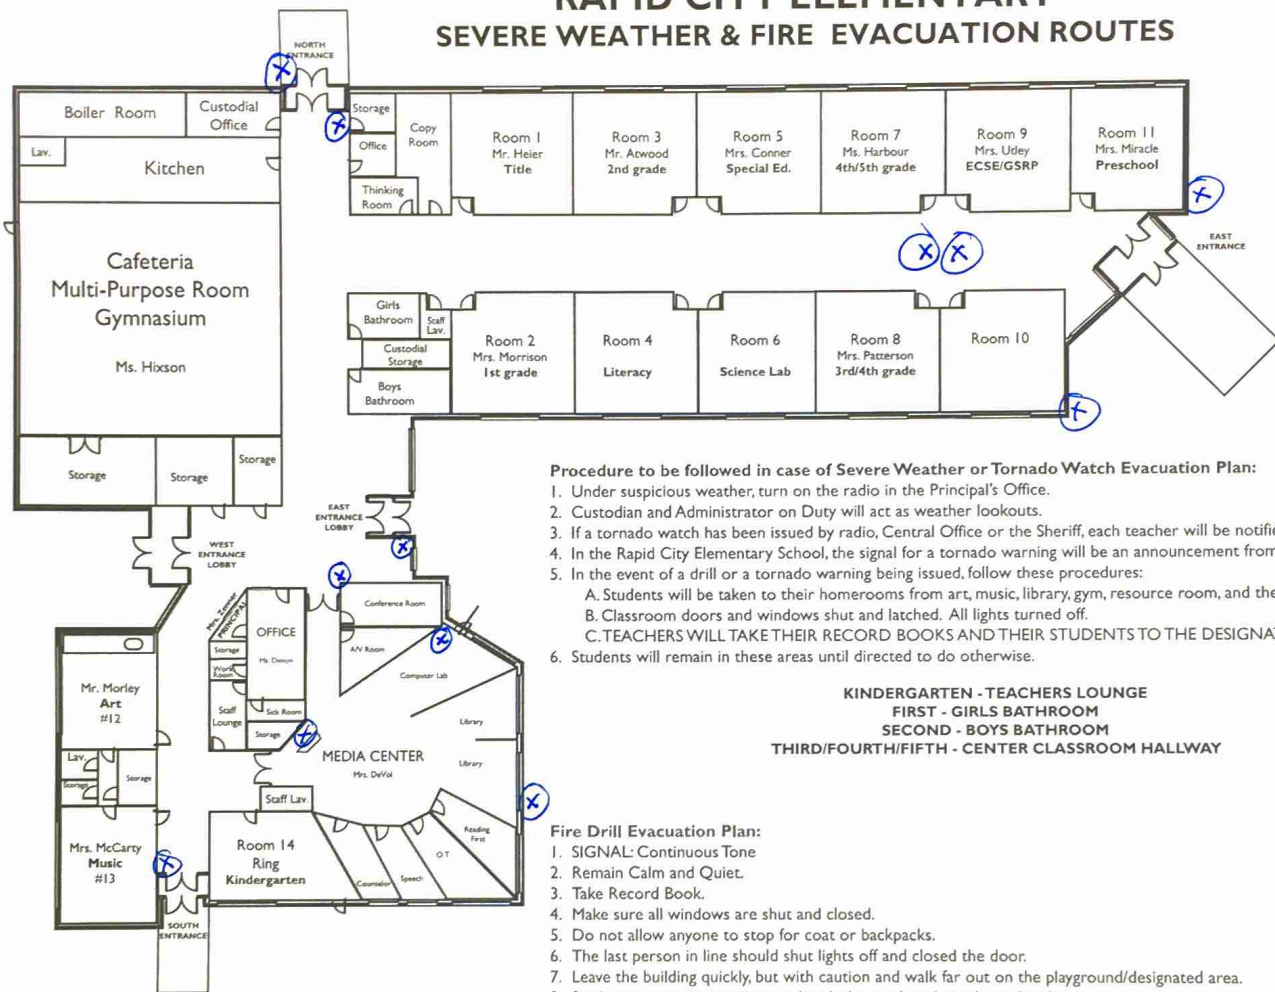 RAPID CITY ELEMENTARY
SEVERE WEATHER & FIRE EVACUATION ROUTES
NORTH
ENTRANCE
Boiler Room
Custodial
Office
Lav.
Kitchen
Storage
Office
Copy
Room
Thinking
Room
Room 1
Mr. Heier
Title
Room 3
Mr. Atwood
2nd grade
Room 5
Mrs. Conner
Special Ed.
Room 7
Ms. Harbour
4th/5th grade
Room 9
Mrs. Utley
ECSE/GSRP
Room 11
Mrs. Miracle
Preschool
EAST
ENTRANCE
Cafeteria
Multi-Purpose Room
Gymnasium
Ms. Hixson
Girls
Bathroom
Staff
Lav.
Custodial
Storage
Boys
Bathroom
Room 2
Mrs. Morrison
1st grade
Room 4
Literacy
Room 6
Science Lab
Room 8
Mrs. Patterson
3rd/4th grade
Room 10
Storage
Storage
Storage
EAST
ENTRANCE
LOBBY
WEST
ENTRANCE
LOBBY
Procedure to be followed in case of Severe Weather or Tornado Watch Evacuation Plan:
1. Under suspicious weather, turn on the radio in the Principal's Office.
2. Custodian and Administrator on Duty will act as weather lookouts.
3. If a tornado watch has been issued by radio, Central Office or the Sheriff, each teacher will be notifie
4. In the Rapid City Elementary School, the signal for a tornado warning will be an announcement from
5. In the event of a drill or a tornado warning being issued, follow these procedures:
A. Students will be taken to their homerooms from art, music, library, gym, resource room, and the
B. Classroom doors and windows shut and latched. All lights turned off.
C. TEACHERS WILL TAKE THEIR RECORD BOOKS AND THEIR STUDENTS TO THE DESIGNA
6. Students will remain in these areas until directed to do otherwise.
KINDERGARTEN - TEACHERS LOUNGE
FIRST - GIRLS BATHROOM
SECOND - BOYS BATHROOM
THIRD/FOURTH/FIFTH - CENTER CLASSROOM HALLWAY
Mrs.
PRINCIPAL
OFFICE
Storage
Work
Room
Staff
Lounge
Sick Room
Storage
Conference Room
A/V Room
Computer Lab
Library
Library
MEDIA CENTER
Mrs. DeVol
Staff Lav.
Mr. Morley
Art
#12
Lav.
Storage
Storage
Mrs. McCarty
Music
#13
Room 14
Ring
Kindergarten
Counselor
Speech
O.T
Reading
First
SOUTH
ENTRANCE
Fire Drill Evacuation Plan:
1. SIGNAL: Continuous Tone
2. Remain Calm and Quiet.
3. Take Record Book.
4. Make sure all windows are shut and closed.
5. Do not allow anyone to stop for coat or backpacks.
6. The last person in line should shut lights off and closed the door.
7. Leave the building quickly, but with caution and walk far out on the playground/designated area.